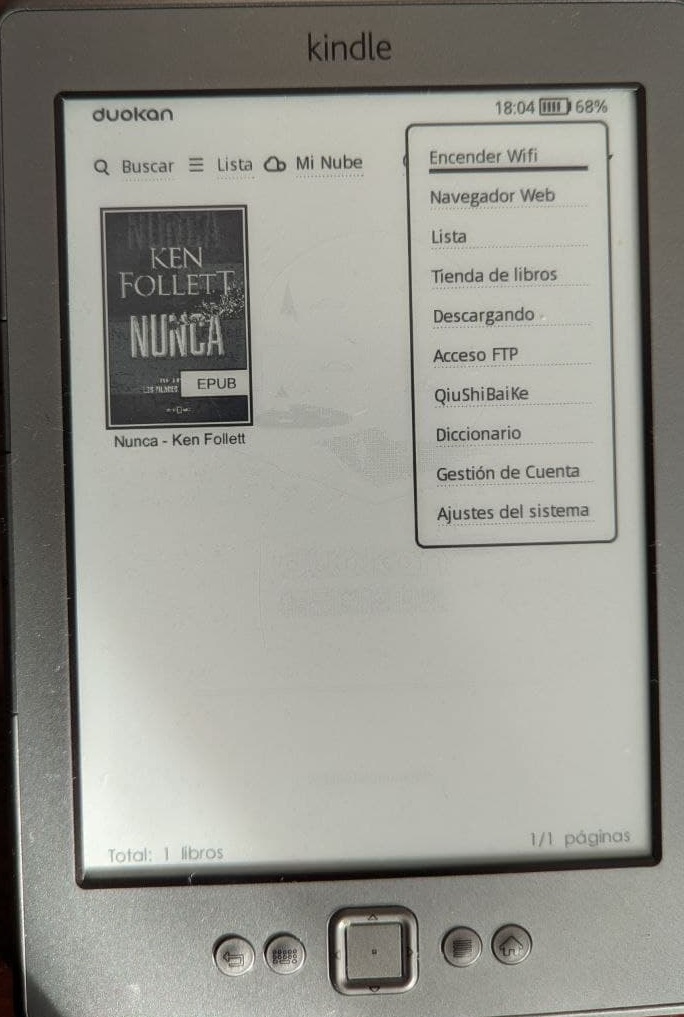 kindle
duokan
18:04 68%
Buscar Lista Mi Nube
Encender Wifi
Navegador Web
Lista
Tienda de libros
Descargando
Acceso FTP
QiuShiBaiKe
Diccionario
Gestión de Cuenta
Ajustes del sistema
NUNCA
KEN
FOLLETT
NUNCA
EPUB
Nunca - Ken Follett
Total: 1 libros
1/1 páginas